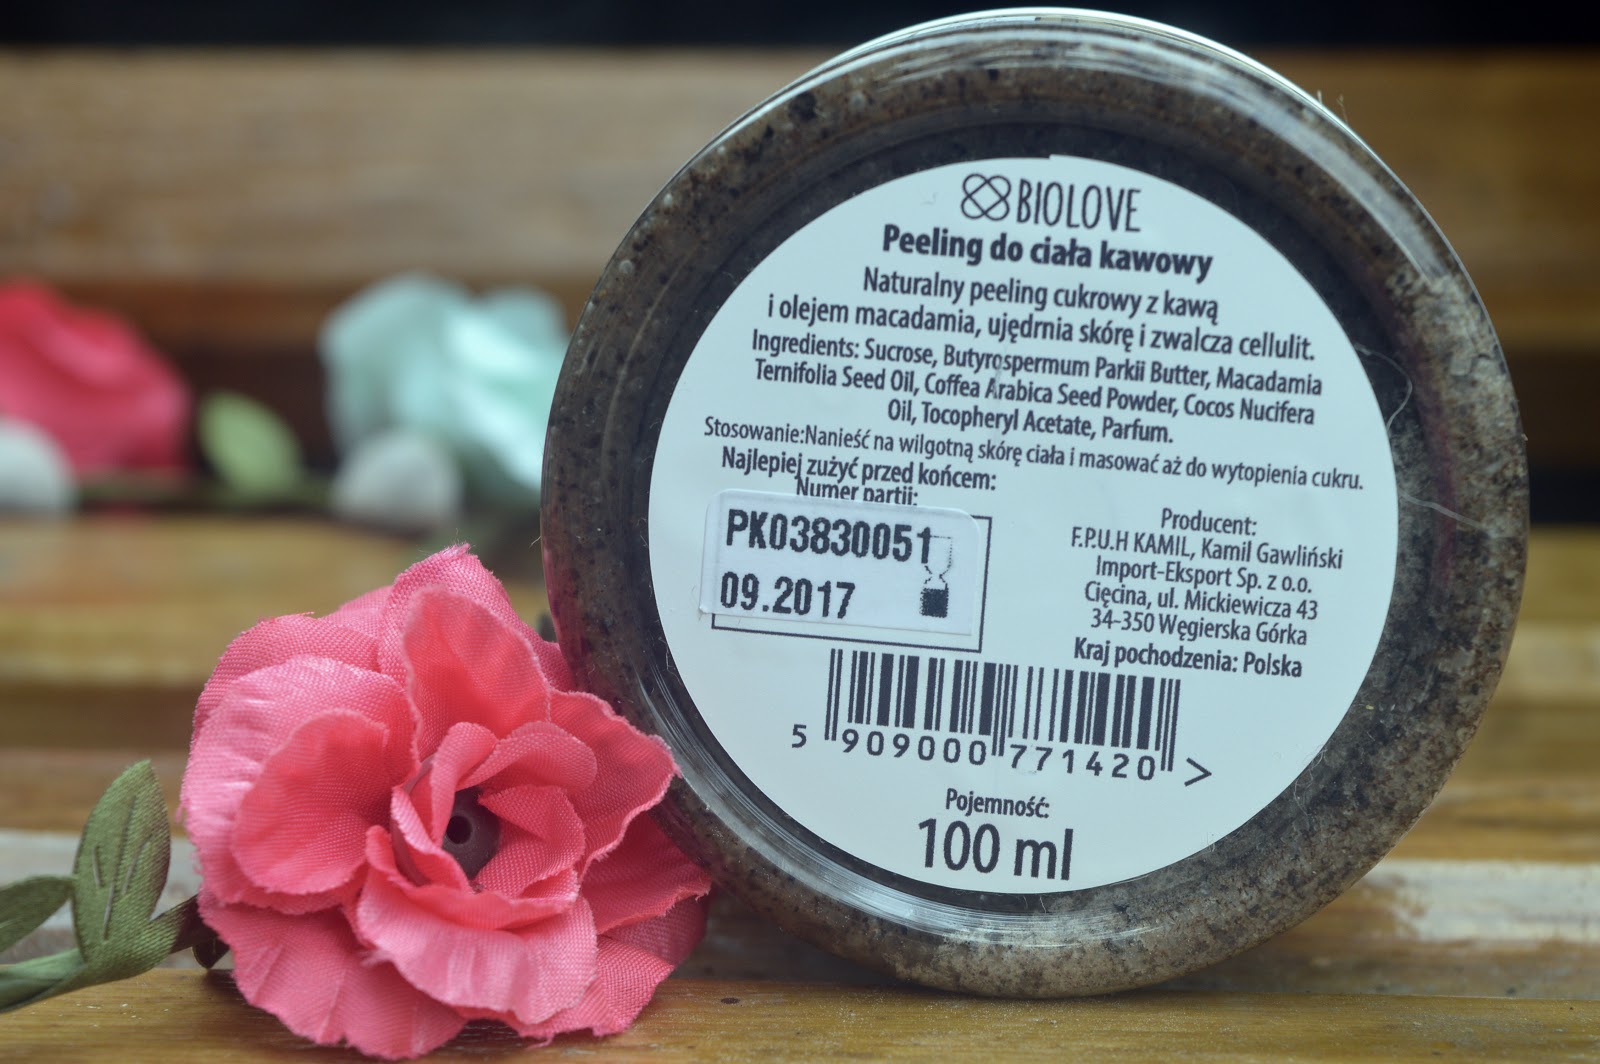 BIOLOVE
Peeling do ciała kawowy
Naturalny peeling cukrowy z kawą
i olejem macadamia, ujędrnia skórę i zwalcza cellulit.
Ingredients: Sucrose, Butyrospermum Parkii Butter, Macadamia
Ternifolia Seed Oil, Coffea Arabica Seed Powder, Cocos Nucifera
Oil, Tocopheryl Acetate, Parfum.
Stosowanie:Nanieść na wilgotną skórę ciała i masować aż do wytopienia cukru.
Najlepiej zużyć przed końcem:
Numer partii:
PK03830051
09.2017
Producent:
F.P.U.H KAMIL, Kamil Gawliński
Import-Eksport Sp. z o.o.
Cięcina, ul. Mickiewicza 43
34-350 Węgierska Górka
Kraj pochodzenia: Polska
5 909000 771420 >
Pojemność:
100 ml